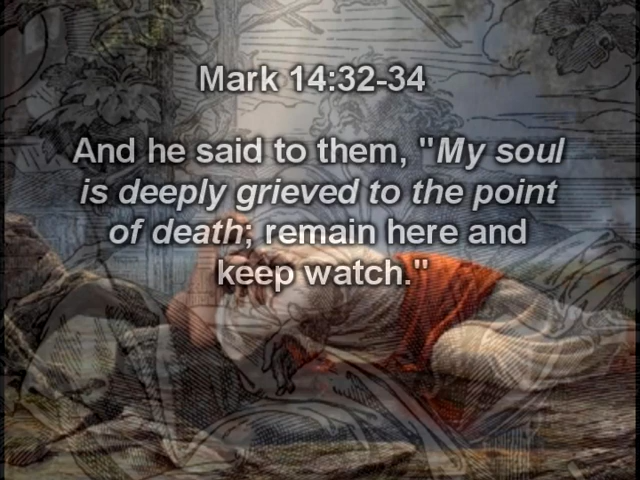 Mark 14:32-34
And he said to them, "My soul
is deeply grieved to the point
of death; remain here and
keep watch."